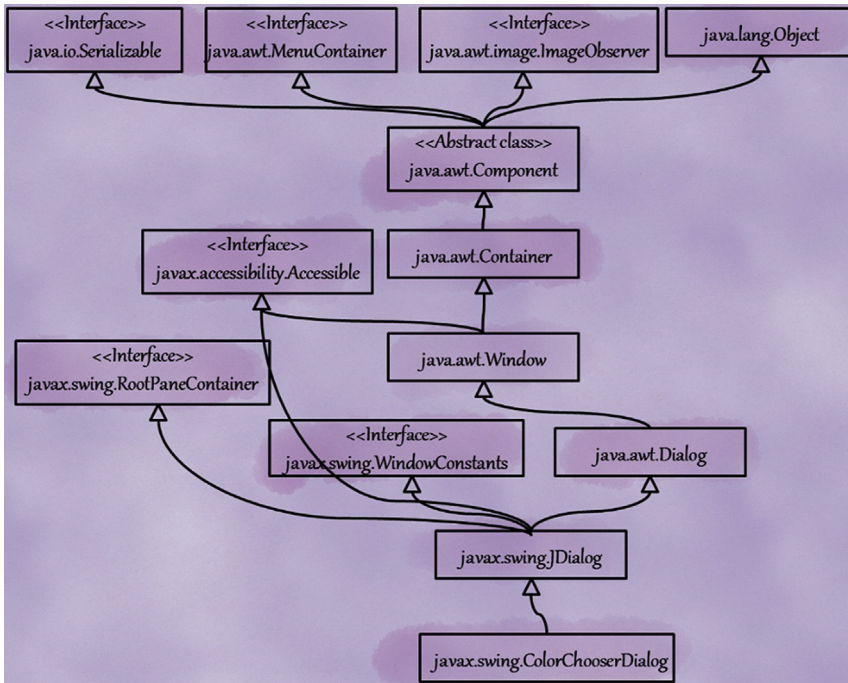 <<Interface>>
java.io.Serializable
<<Interface>>
java.awt.MenuContainer
<<Interface>>
java.awt.image.ImageObserver
java.lang.Object
<<Abstract class>>
java.awt.Component
<<Interface>>
javax.accessibility.Accessible
java.awt.Container
<<Interface>>
javax.swing.RootPaneContainer
java.awt.Window
<<Interface>>
javax.swing.WindowConstants
java.awt.Dialog
javax.swing.JDialog
javax.swing.ColorChooserDialog